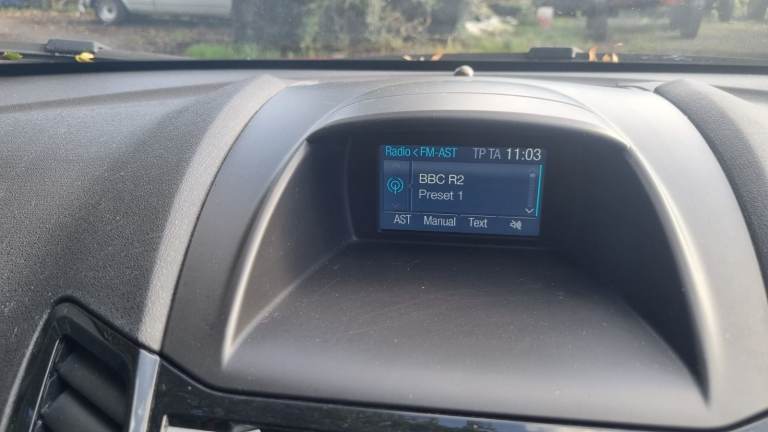 Radio < FM-AST TP TA 11:03
BBC R2
Preset 1
AST Manual Text